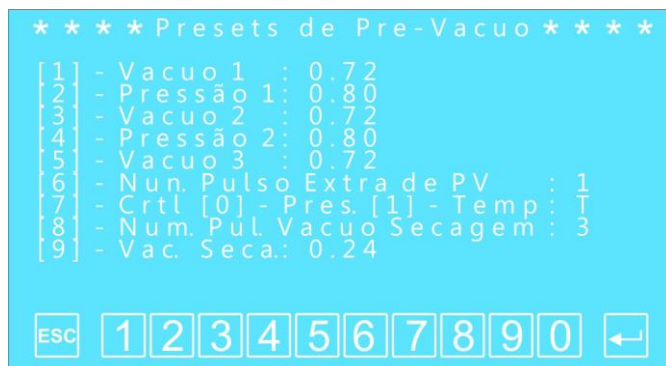 * * * * Presets de Pre-Vacuo * * * *
[1] - Vacuo 1 : 0.72
[2] - Pressão 1: 0.80
[3] - Vacuo 2 : 0.72
[4] - Pressão 2: 0.80
[5] - Vacuo 3 : 0.72
[6] - Nun. Pulso Extra de PV : 1
[7] - Crtl [0] - Pres. [1] - Temp: T
[8] - Num. Pul. Vacuo Secagem : 3
[9] - Vac. Seca.: 0.24
ESC 1 2 3 4 5 6 7 8 9 0